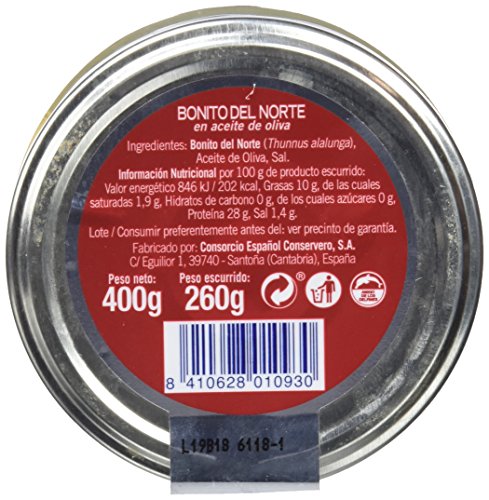 BONITO DEL NORTE
en aceite de oliva
Ingredientes: Bonito del Norte (Thunnus alalunga),
Aceite de Oliva, Sal.
Información Nutricional por 100 g de producto escurrido:
Valor energético 846 kJ / 202 kcal, Grasas 10 g, de las cuales
saturadas 1,9 g, Hidratos de carbono 0 g, de los cuales azúcares 0 g,
Proteína 28 g, Sal 1,4 g.
Lote / Consumir preferentemente antes del: ver precinto de garantía.
Fabricado por: Consorcio Español Conservero, S.A.
C/ Eguilior 1, 39740 - Santoña (Cantabria), España
Peso neto: Peso escurrido:
400g 260g ®
8 410628 010930
L19B18 6118-1